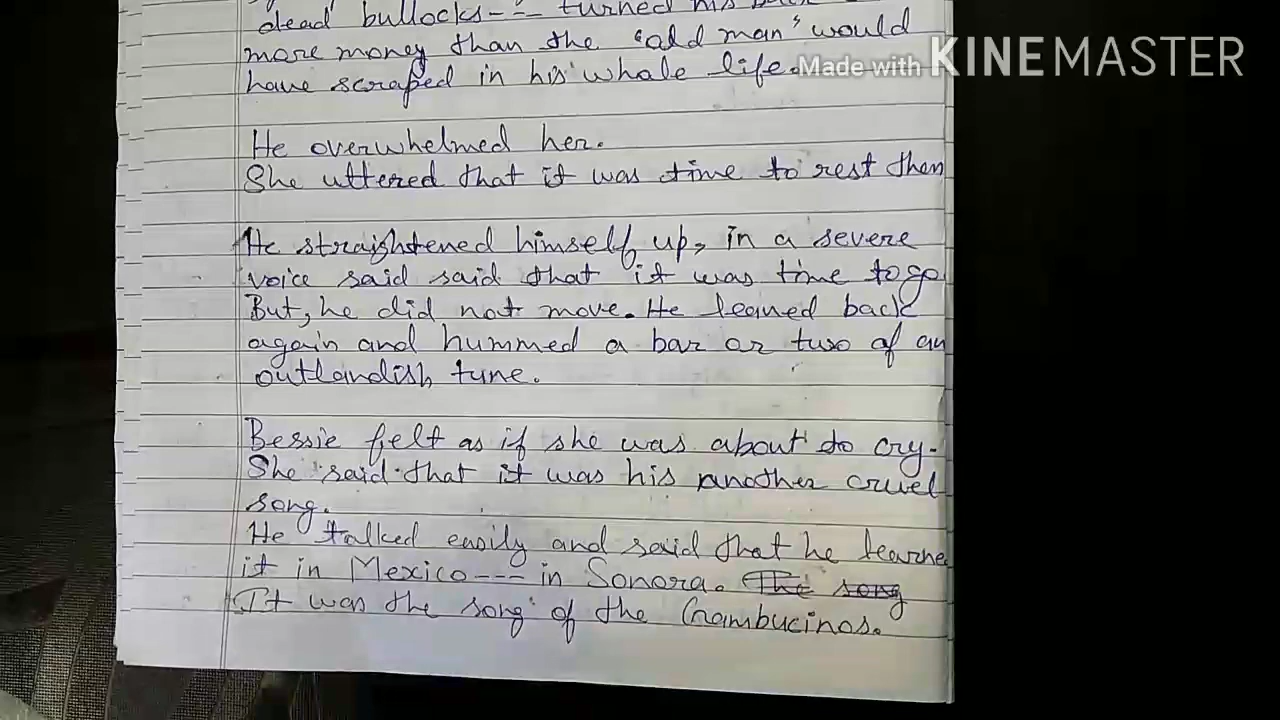 dead bullocks--- turned his back
more money than the "old man" would
have scraped in his whole life.
Made with KINEMASTER
He overwhelmed her.
She uttered that it was time to rest then
He straightened himself up, in a severe
voice said said that it was time to go
But, he did not move. He leaned back
again and hummed a bar or two of an
outlandish tune.
Bessie felt as if she was about to cry.
She said that it was his another cruel
song.
He talked easily and said that he learne
it in Mexico --- in Sonora. The song
It was the song of the Gambucinos.